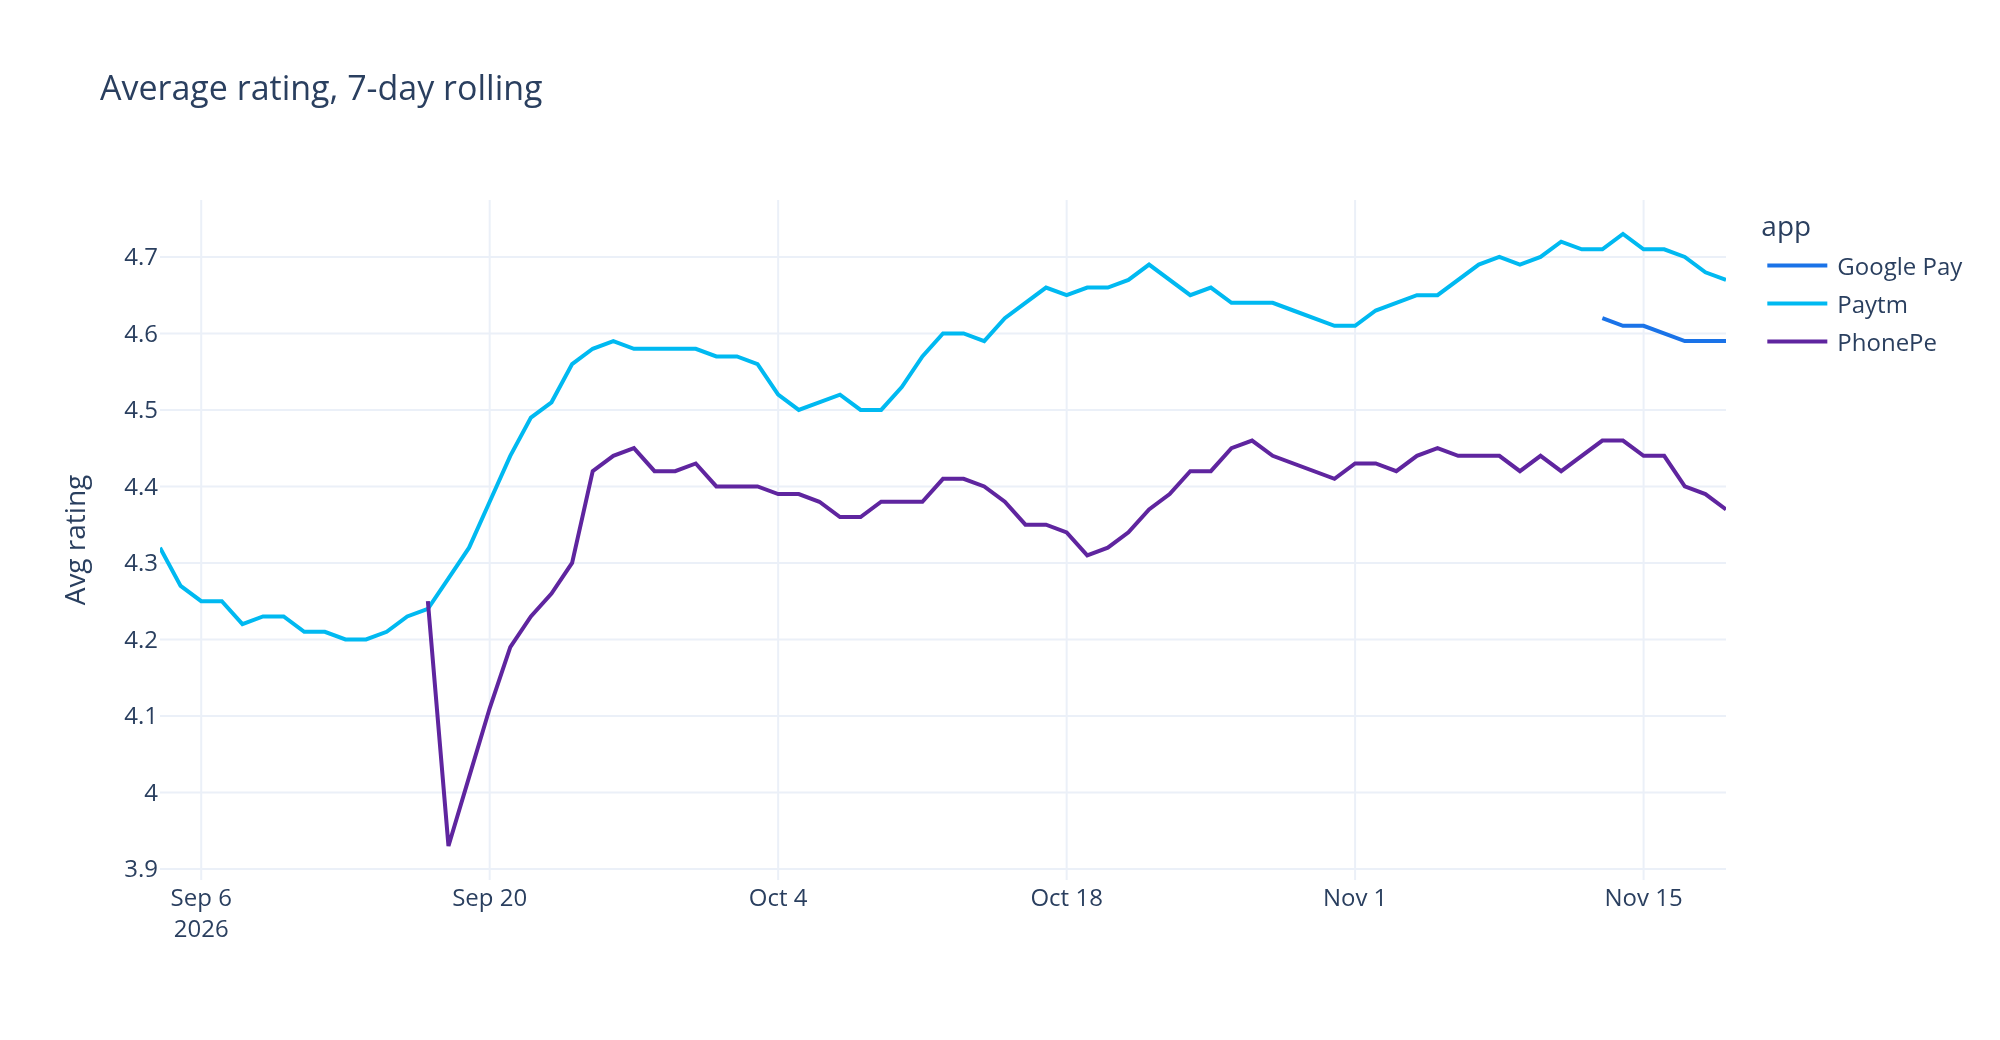 Average rating, 7-day rolling
app
Google Pay
Paytm
PhonePe
Avg rating
4.7
4.6
4.5
4.4
4.3
4.2
4.1
4
3.9
Sep 6
2026
Sep 20
Oct 4
Oct 18
Nov 1
Nov 15